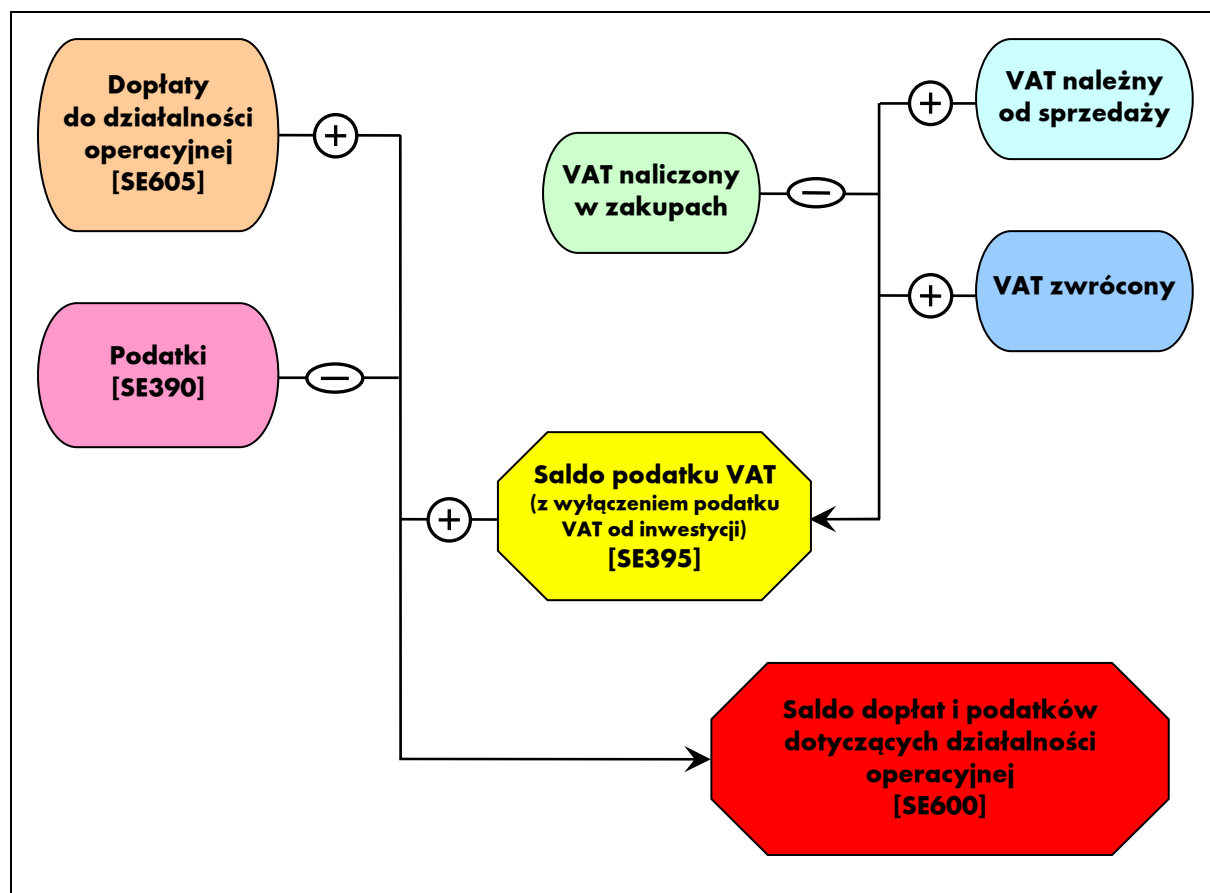 Dopłaty
do działalności
operacyjnej
[SE605]
+
VAT należny
od sprzedaży
+
VAT naliczony
w zakupach
−
VAT zwrócony
+
Podatki
[SE390]
−
Saldo podatku VAT
(z wyłączeniem podatku
VAT od inwestycji)
[SE395]
+
Saldo dopłat i podatków
dotyczących działalności
operacyjnej
[SE600]